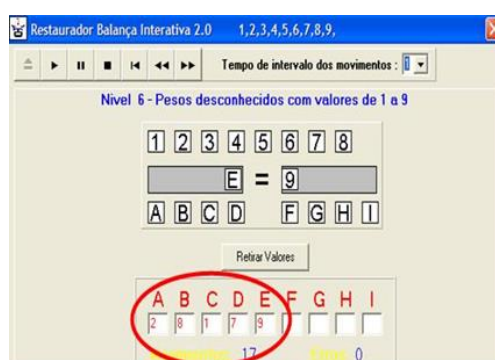 Restaurador Balança Interativa 2.0 1,2,3,4,5,6,7,8,9,
Tempo de intervalo dos movimentos : 1
Nivel 6 - Pesos desconhecidos com valores de 1 a 9
1 2 3 4 5 6 7 8
E = 9
A B C D F G H I
Retirar Valores
A B C D E F G H I
2 8 1 7 9
17 0